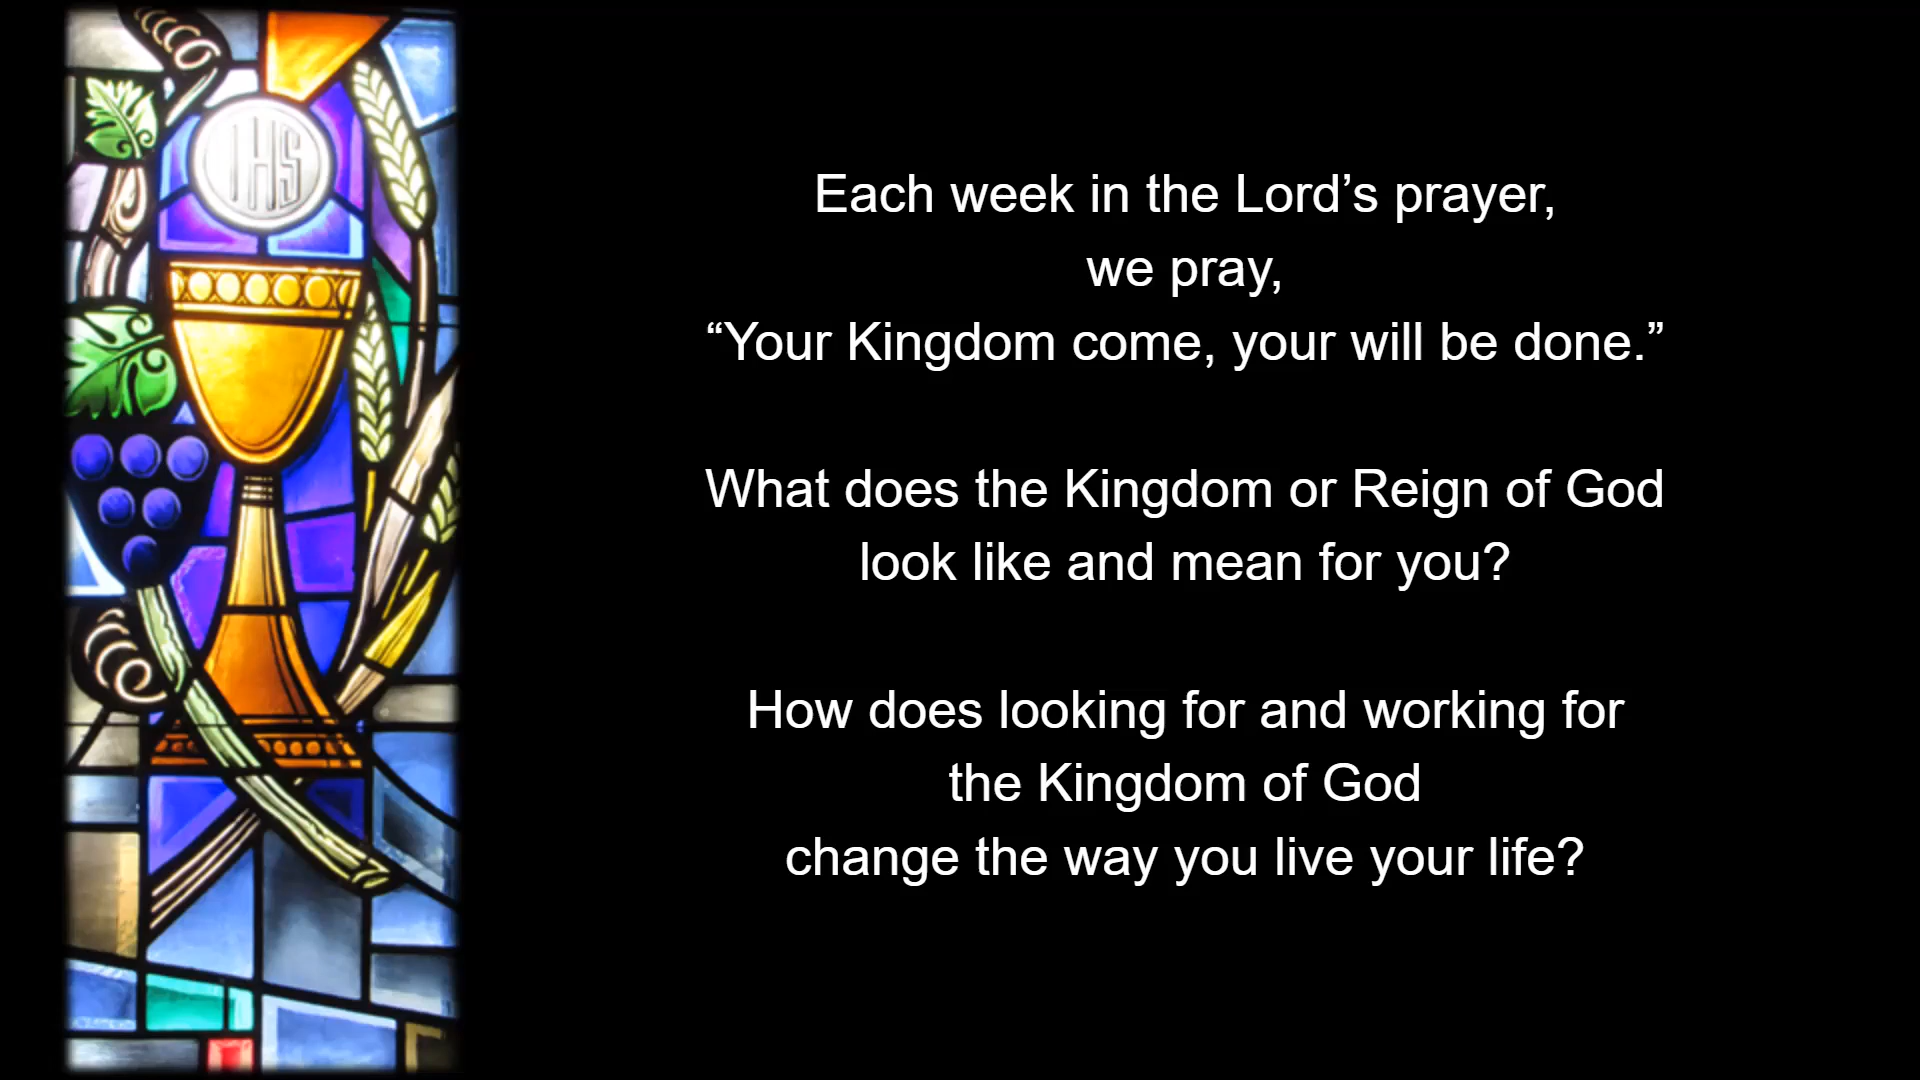 IHS
Each week in the Lord’s prayer,
we pray,
“Your Kingdom come, your will be done.”
What does the Kingdom or Reign of God
look like and mean for you?
How does looking for and working for
the Kingdom of God
change the way you live your life?